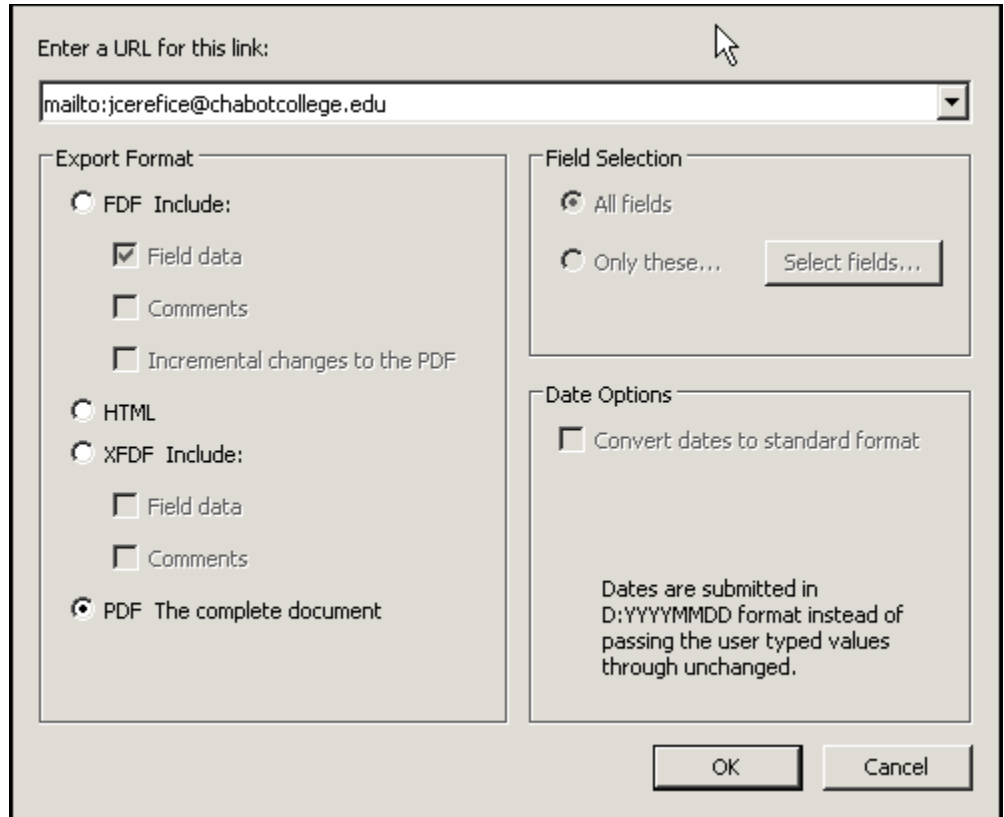 Enter a URL for this link:
mailto:jcerefice@chabotcollege.edu
Export Format
FDF Include:
Field data
Comments
Incremental changes to the PDF
HTML
XFDF Include:
Field data
Comments
PDF The complete document
Field Selection
All fields
Only these... Select fields...
Date Options
Convert dates to standard format
Dates are submitted in
D:YYYYMMDD format instead of
passing the user typed values
through unchanged.
OK Cancel